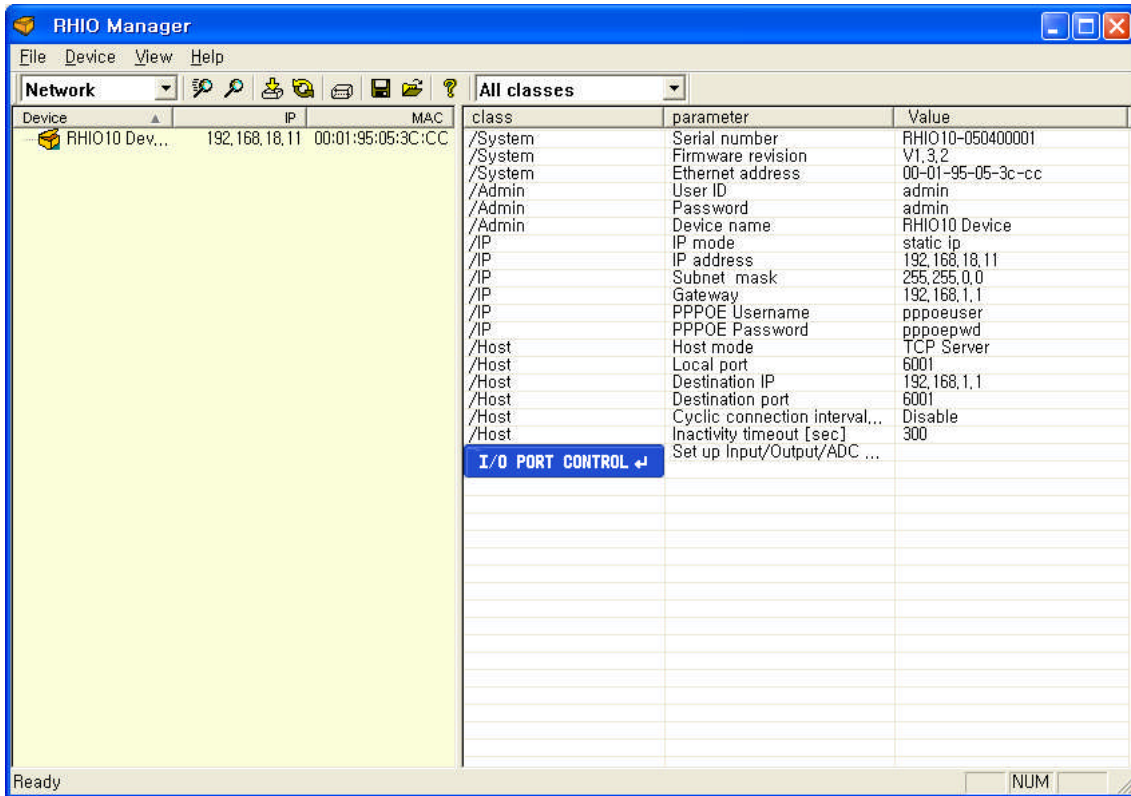 RHIO Manager
File Device View Help
Network All classes
Device IP MAC
RHIO10 Dev... 192,168,18,11 00:01:95:05:3C:CC
class parameter Value
/System Serial number RHIO10-050400001
/System Firmware revision V1,3,2
/System Ethernet address 00-01-95-05-3c-cc
/Admin User ID admin
/Admin Password admin
/Admin Device name RHIO10 Device
/IP IP mode static ip
/IP IP address 192,168,18,11
/IP Subnet mask 255,255,0,0
/IP Gateway 192,168,1,1
/IP PPPOE Username pppoeuser
/IP PPPOE Password pppoepwd
/Host Host mode TCP Server
/Host Local port 6001
/Host Destination IP 192,168,1,1
/Host Destination port 6001
/Host Cyclic connection interval... Disable
/Host Inactivity timeout [sec] 300
I/O PORT CONTROL ↵ Set up Input/Output/ADC ...
Ready NUM